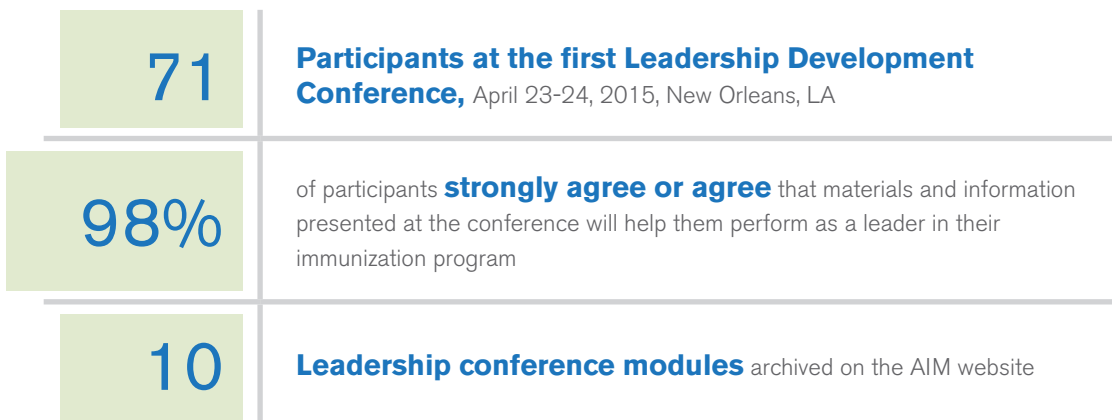 71
Participants at the first Leadership Development
Conference, April 23-24, 2015, New Orleans, LA
98%
of participants strongly agree or agree that materials and information
presented at the conference will help them perform as a leader in their
immunization program
10
Leadership conference modules archived on the AIM website